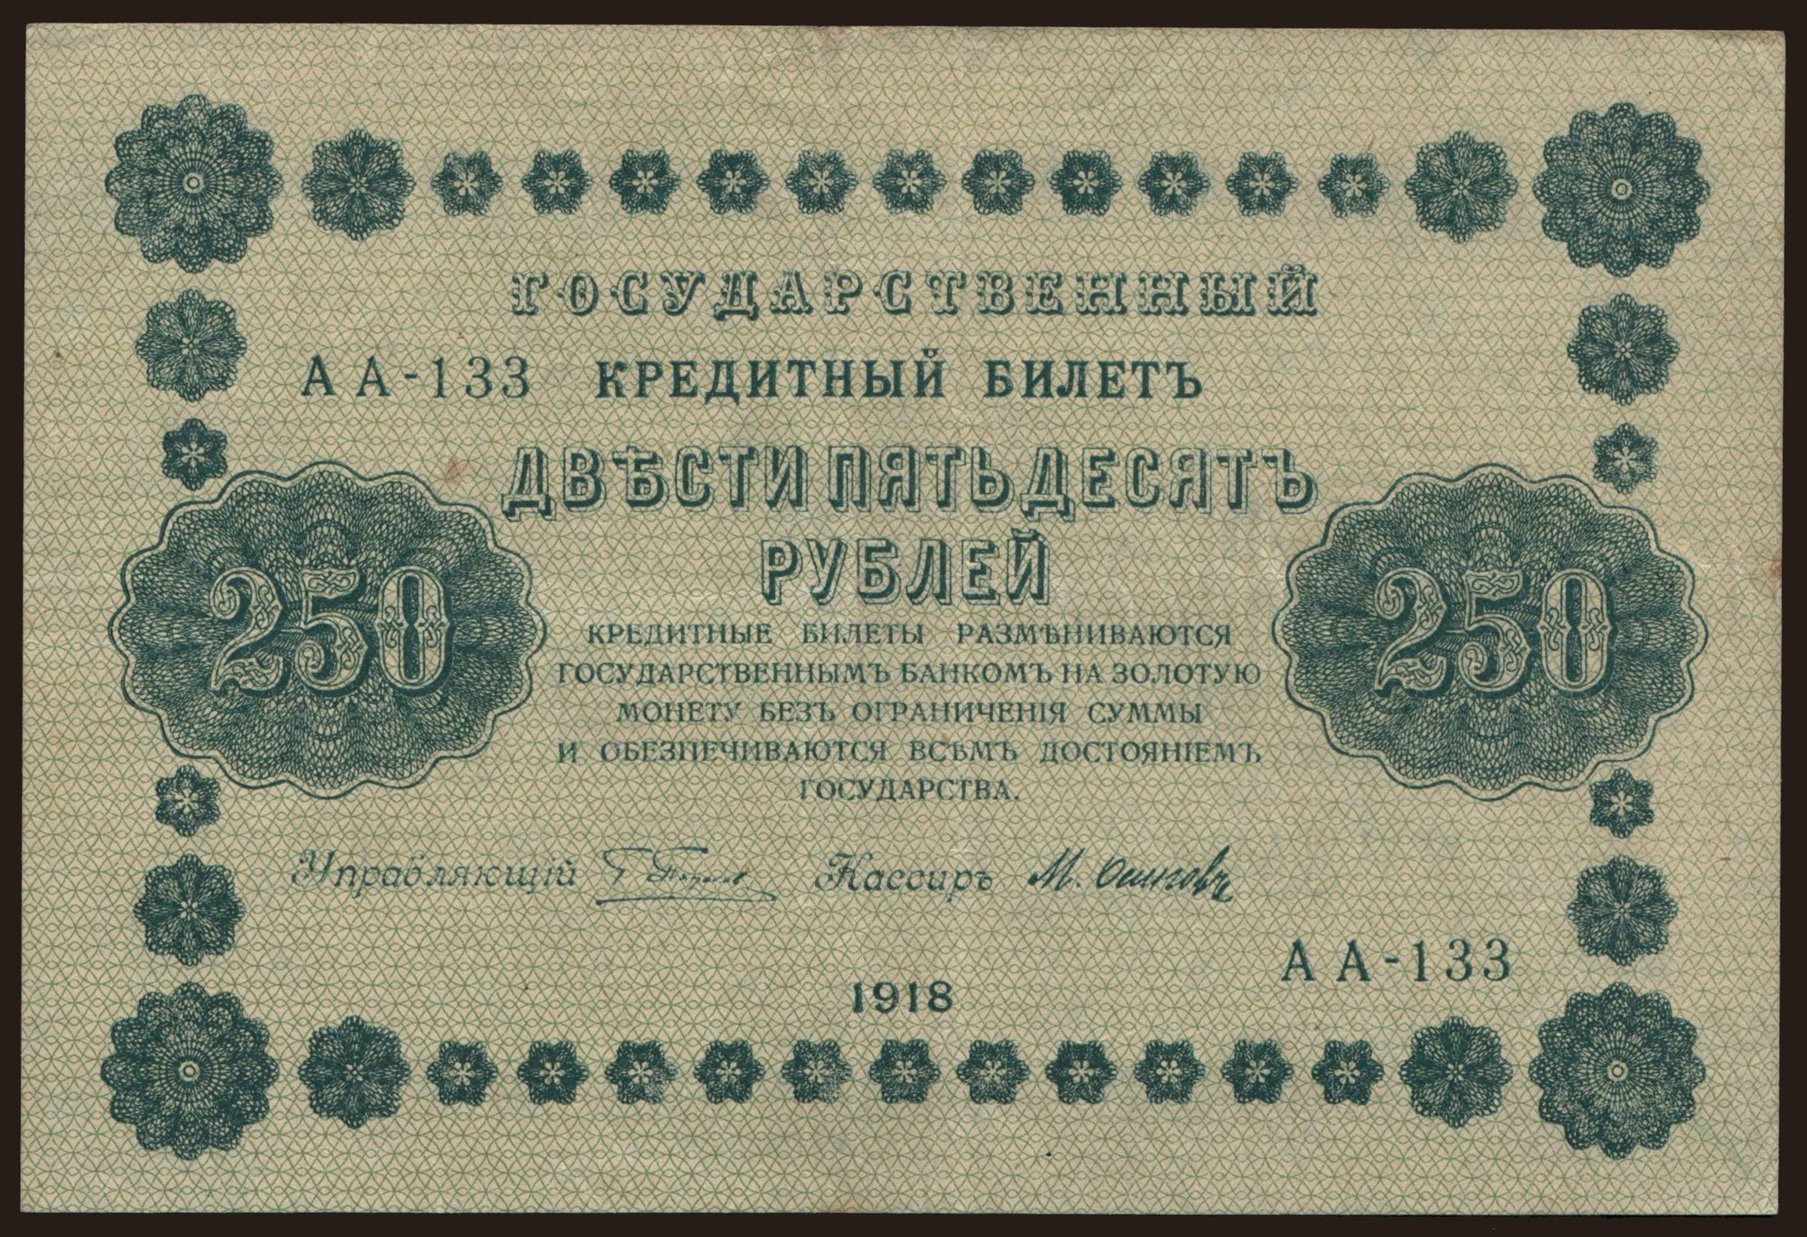 ГОСУДАРСТВЕННЫЙ
АА-133 КРЕДИТНЫЙ БИЛЕТЪ
ДВѢСТИ ПЯТЬДЕСЯТЪ
РУБЛЕЙ
250 250
КРЕДИТНЫЕ БИЛЕТЫ РАЗМѢНИВАЮТСЯ
ГОСУДАРСТВЕННЫМЪ БАНКОМЪ НА ЗОЛОТУЮ
МОНЕТУ БЕЗЪ ОГРАНИЧЕНІЯ СУММЫ
И ОБЕЗПЕЧИВАЮТСЯ ВСѢМЪ ДОСТОЯНІЕМЪ
ГОСУДАРСТВА.
Управляющій Кассиръ М. Осиповъ
АА-133
1918